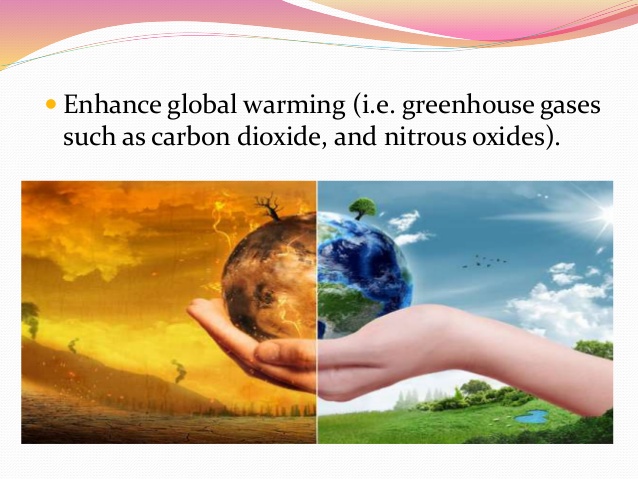 Enhance global warming (i.e. greenhouse gases
such as carbon dioxide, and nitrous oxides).